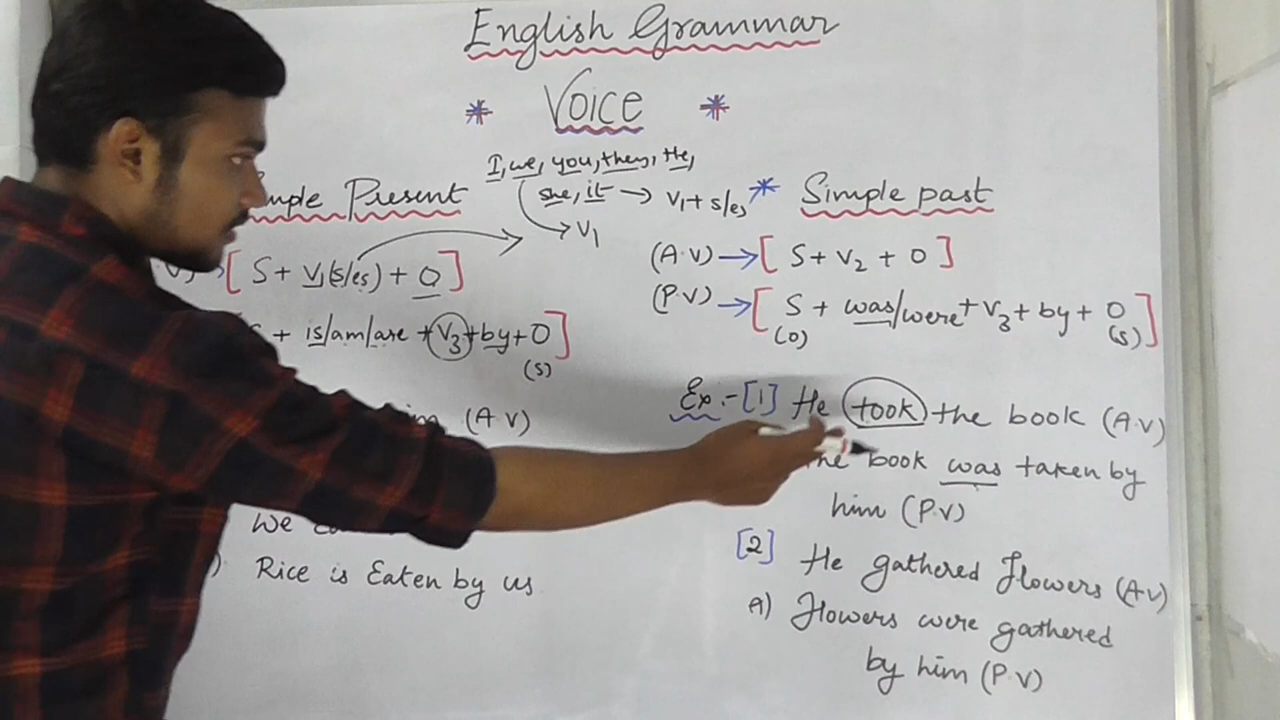 English Grammar
* Voice *
I, we, you, they, He,
she, it → V1 + s/es
→ V1
Present
[ S + V1(s/es) + O ]
+ is/am/are + V3 + by + O ]
(S)
(A.V)
We
Rice is Eaten by us
* Simple past
(A.V) → [ S + V2 + O ]
(P.V) → [ S + was/were + V3 + by + O ]
(O) (S)
Ex:- [1] He took the book (A.V)
book was taken by
him (P.V)
[2] He gathered Flowers (A.V)
A) Flowers were gathered
by him (P.V)